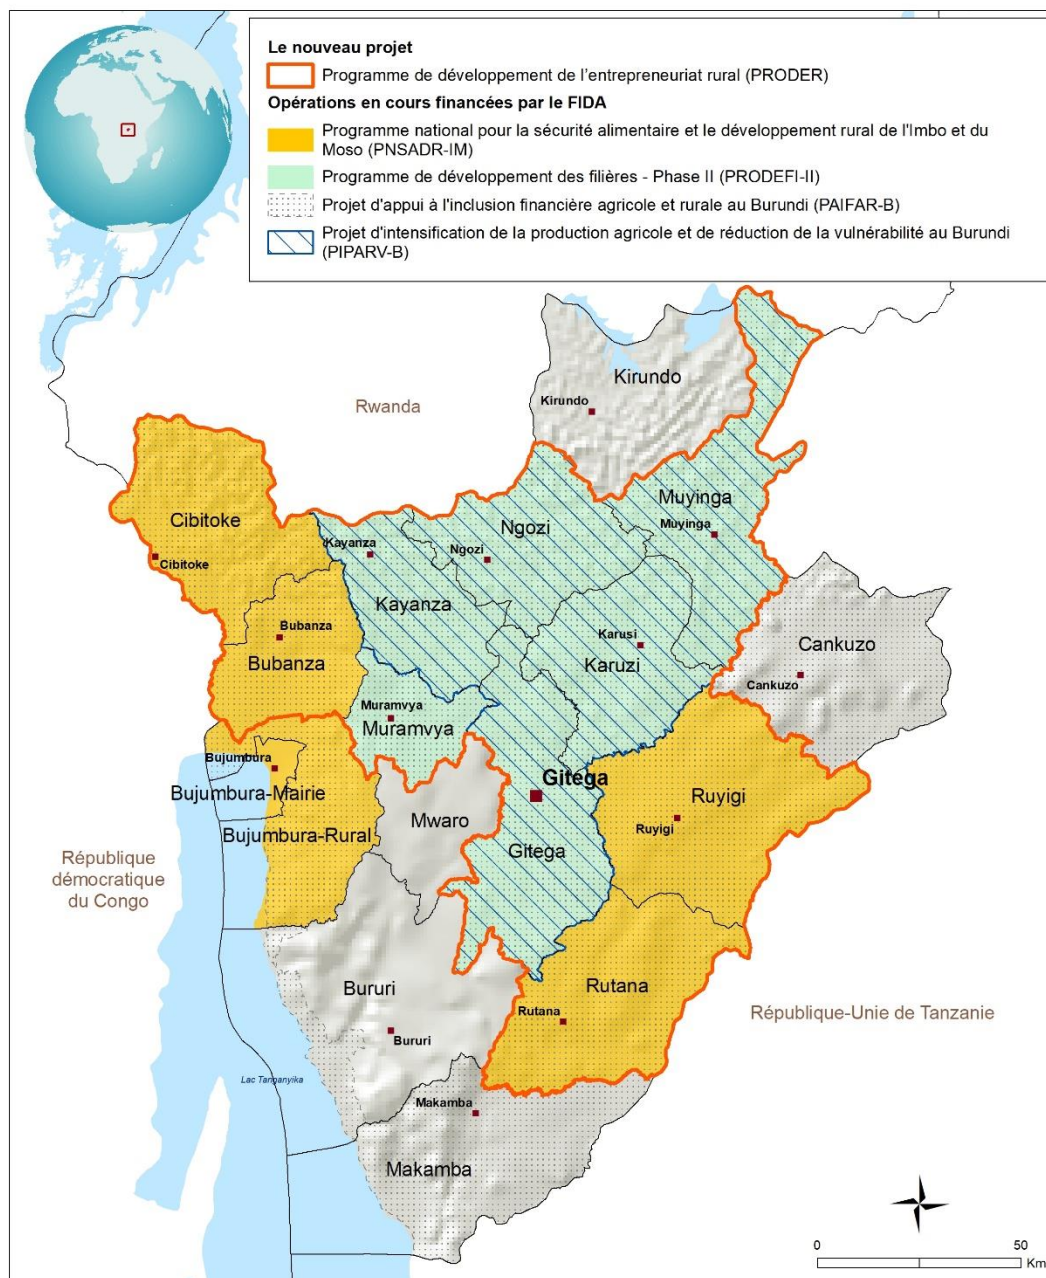 Le nouveau projet
Programme de développement de l'entrepreneuriat rural (PRODER)
Opérations en cours financées par le FIDA
Programme national pour la sécurité alimentaire et le développement rural de l'Imbo et du
Moso (PNSADR-IM)
Programme de développement des filières - Phase II (PRODEFI-II)
Projet d'appui à l'inclusion financière agricole et rurale au Burundi (PAIFAR-B)
Projet d'intensification de la production agricole et de réduction de la vulnérabilité au Burundi
(PIPARV-B)
Kirundo
Kirundo
Rwanda
Muyinga
Muyinga
Cibitoke
Cibitoke
Ngozi
Ngozi
Kayanza
Kayanza
Bubanza
Bubanza
Karusi
Karuzi
Cankuzo
Cankuzo
Muramvya
Muramvya
Bujumbura
Bujumbura-Mairie
Bujumbura-Rural
Gitega
Gitega
Mwaro
Ruyigi
Ruyigi
République
démocratique
du Congo
Bururi
Bururi
Rutana
Rutana
République-Unie de Tanzanie
Lac Tanganyika
Makamba
Makamba
0
50
Km